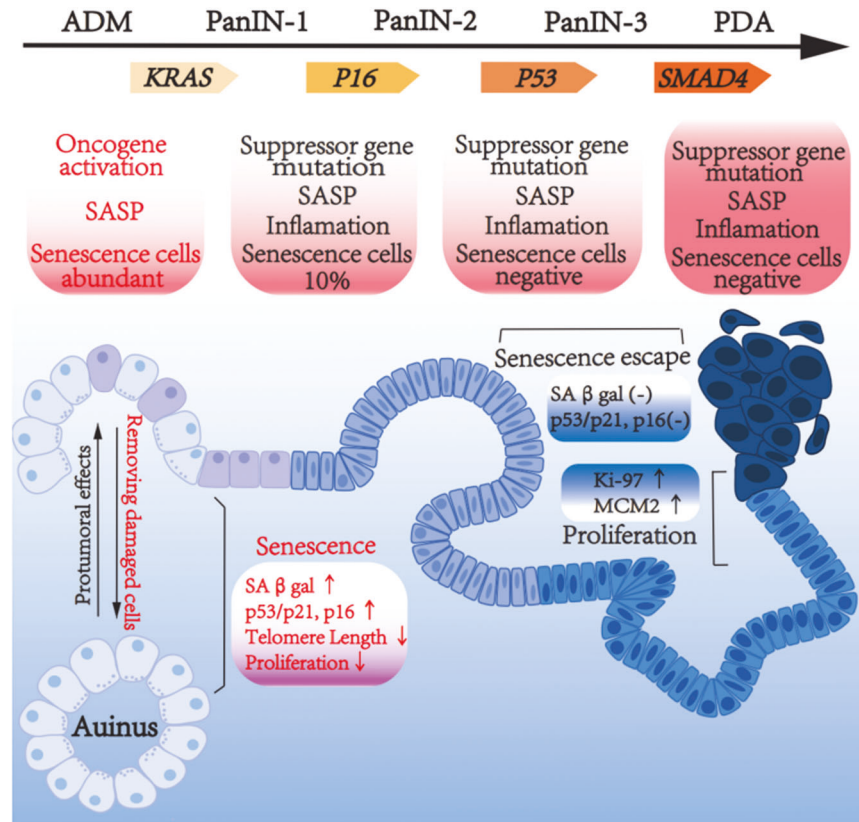 ADM PanIN-1 PanIN-2 PanIN-3 PDA
KRAS P16 P53 SMAD4
Oncogene
activation
SASP
Senescence cells
abundant
Suppressor gene
mutation
SASP
Inflamation
Senescence cells
10%
Suppressor gene
mutation
SASP
Inflamation
Senescence cells
negative
Suppressor gene
mutation
SASP
Inflamation
Senescence cells
negative
Senescence escape
SA β gal (-)
p53/p21, p16(-)
Ki-97 ↑
MCM2 ↑
Proliferation
Protumoral effects
Removing damaged cells
Senescence
SA β gal ↑
p53/p21, p16 ↑
Telomere Length ↓
Proliferation ↓
Auinus